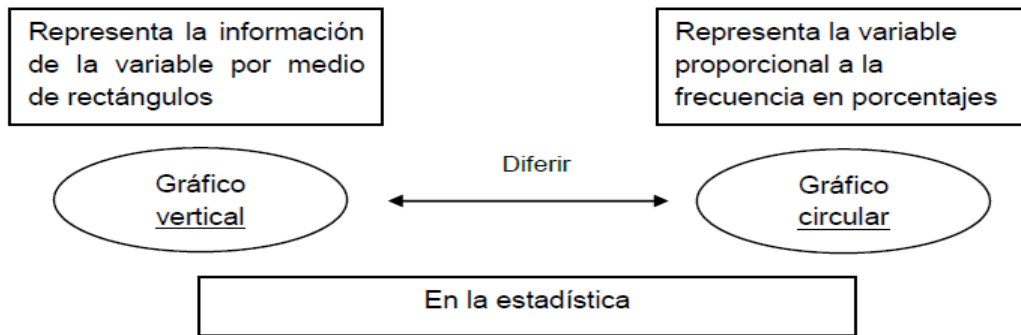 Representa la información
de la variable por medio
de rectángulos
Representa la variable
proporcional a la
frecuencia en porcentajes
Diferir
Gráfico
vertical
Gráfico
circular
En la estadística